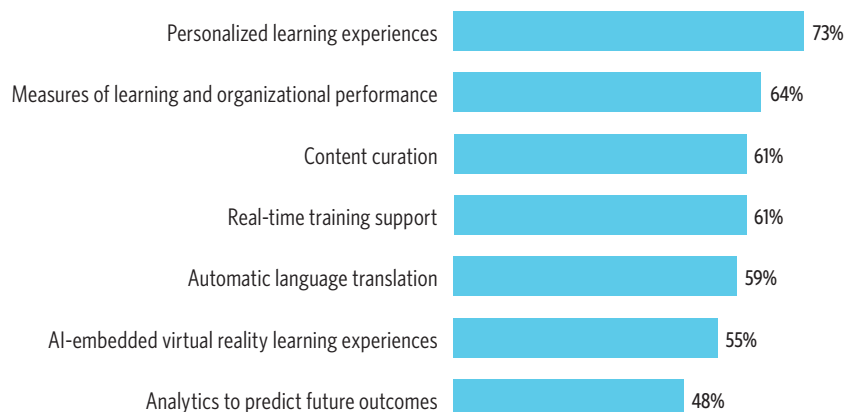 Personalized learning experiences 73%
Measures of learning and organizational performance 64%
Content curation 61%
Real-time training support 61%
Automatic language translation 59%
AI-embedded virtual reality learning experiences 55%
Analytics to predict future outcomes 48%